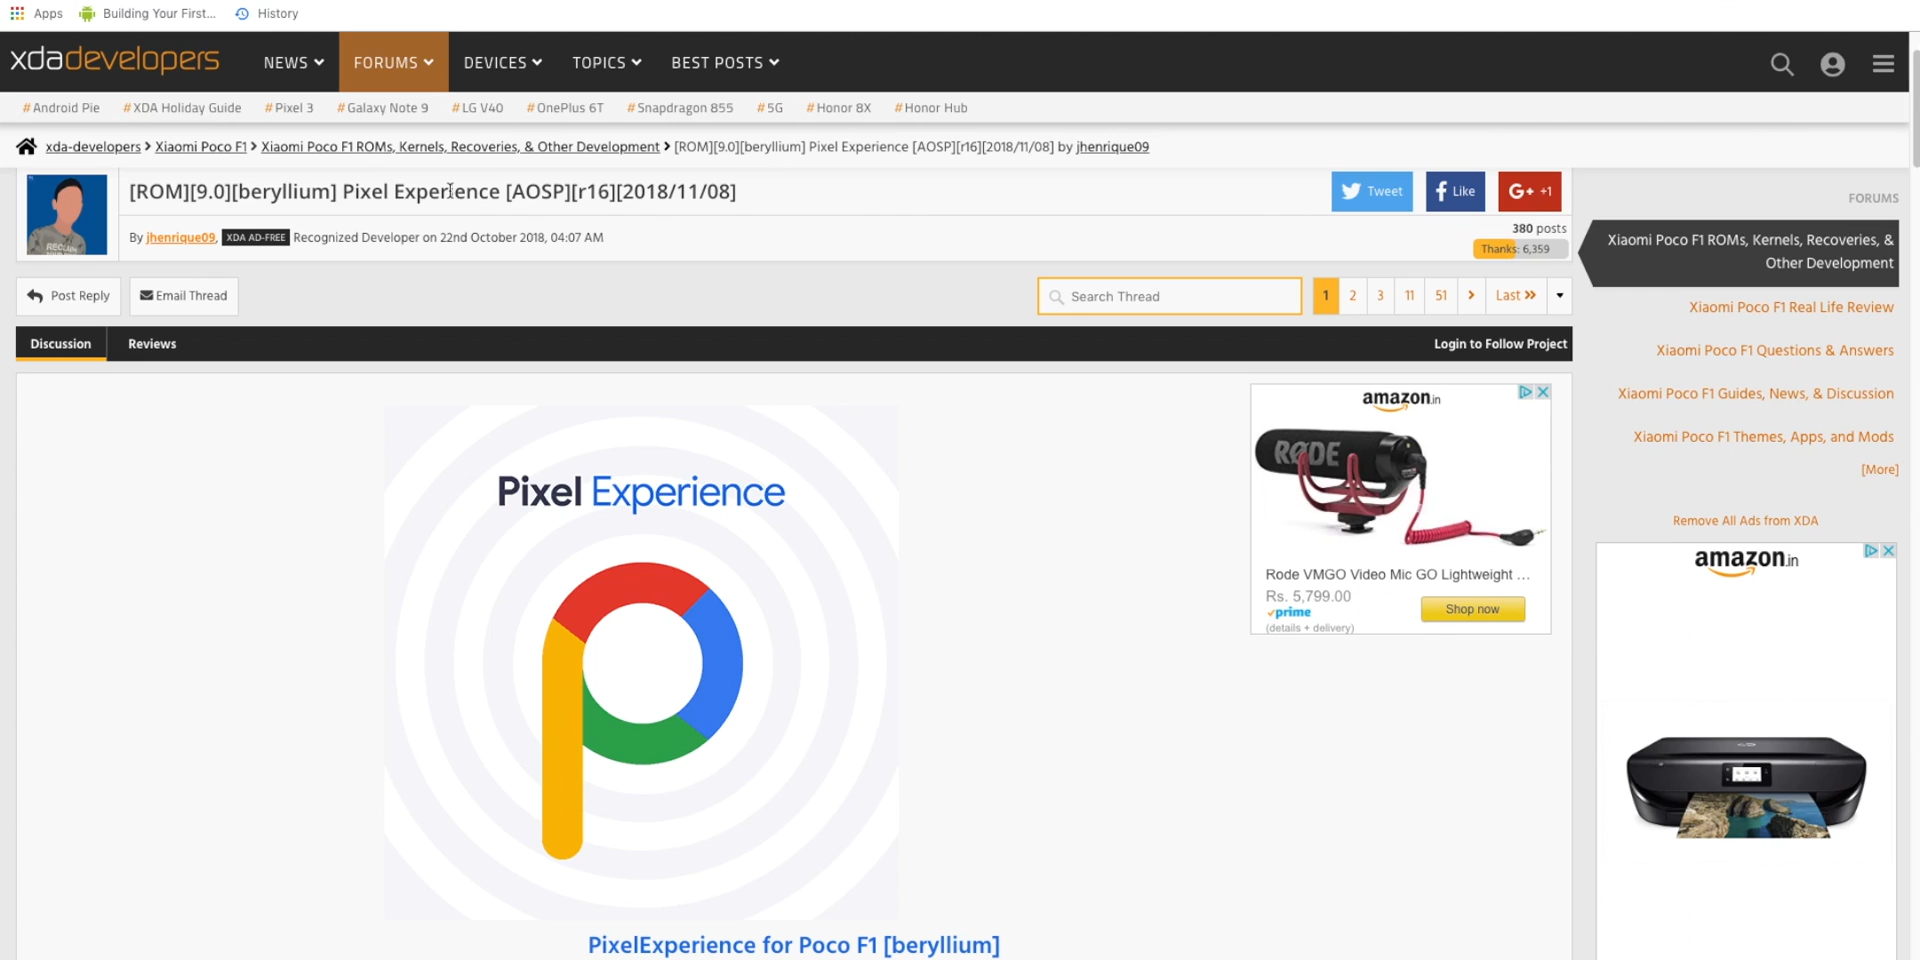 Apps Building Your First... History
xdadevelopers NEWS FORUMS DEVICES TOPICS BEST POSTS
#Android Pie #XDA Holiday Guide #Pixel 3 #Galaxy Note 9 #LG V40 #OnePlus 6T #Snapdragon 855 #5G #Honor 8X #Honor Hub
xda-developers > Xiaomi Poco F1 > Xiaomi Poco F1 ROMs, Kernels, Recoveries, & Other Development > [ROM][9.0][beryllium] Pixel Experience [AOSP][r16][2018/11/08] by jhenrique09
[ROM][9.0][beryllium] Pixel Experience [AOSP][r16][2018/11/08]
Tweet Like G+ +1
By jhenrique09, XDA AD-FREE Recognized Developer on 22nd October 2018, 04:07 AM
380 posts
Thanks: 6,359
Post Reply Email Thread Search Thread 1 2 3 11 51 > Last »
Discussion Reviews Login to Follow Project
FORUMS
Xiaomi Poco F1 ROMs, Kernels, Recoveries, &
Other Development
Xiaomi Poco F1 Real Life Review
Xiaomi Poco F1 Questions & Answers
Xiaomi Poco F1 Guides, News, & Discussion
Xiaomi Poco F1 Themes, Apps, and Mods
[More]
Remove All Ads from XDA
Pixel Experience
amazon.in
RØDE
Rode VMGO Video Mic GO Lightweight ...
Rs. 5,799.00
prime
(details + delivery)
Shop now
amazon.in
PixelExperience for Poco F1 [beryllium]